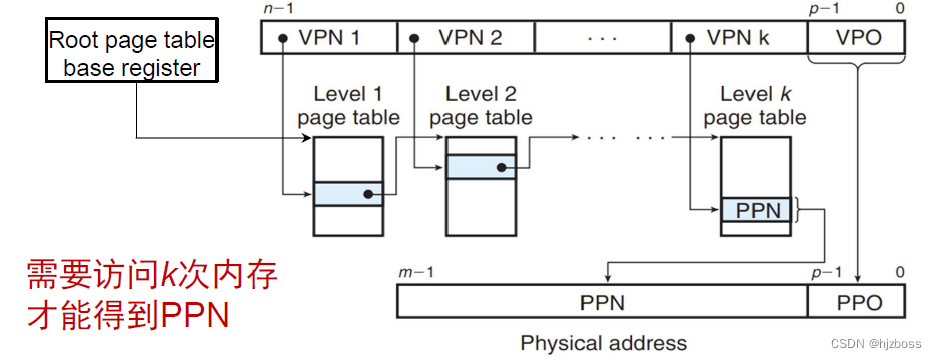 n−1
p−1
0
Root page table
base register
VPN 1
VPN 2
· · ·
VPN k
VPO
Level 1
page table
Level 2
page table
· · · · · ·
Level k
page table
PPN
需要访问k次内存
才能得到PPN
m−1
p−1
0
PPN
PPO
Physical address
CSDN @hjzboss